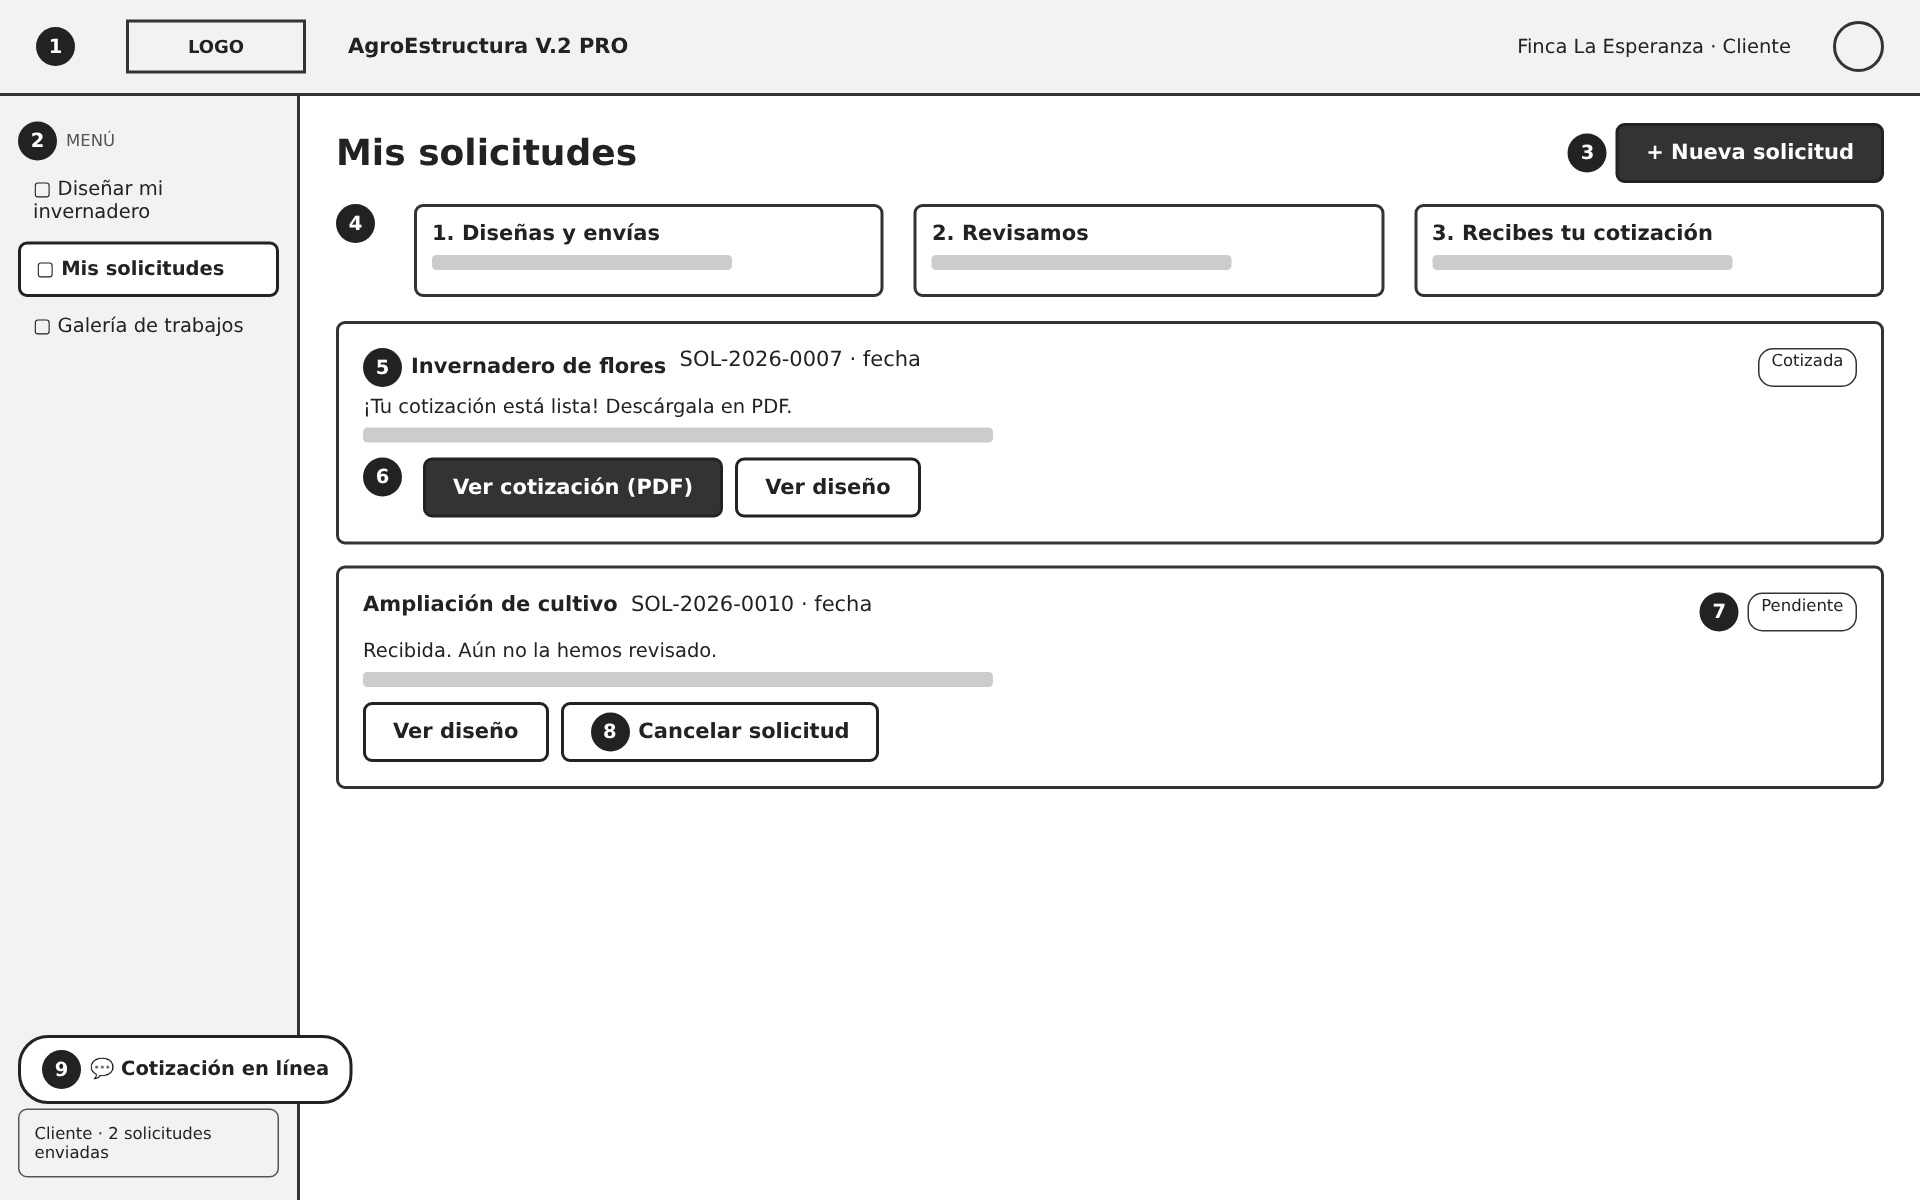 1
LOGO
AgroEstructura V.2 PRO
Finca La Esperanza · Cliente
2 MENÚ
▢ Diseñar mi
invernadero
▢ Mis solicitudes
▢ Galería de trabajos
Mis solicitudes
3 + Nueva solicitud
4
1. Diseñas y envías
2. Revisamos
3. Recibes tu cotización
5 Invernadero de flores SOL-2026-0007 · fecha
Cotizada
¡Tu cotización está lista! Descárgala en PDF.
6 Ver cotización (PDF) Ver diseño
Ampliación de cultivo SOL-2026-0010 · fecha
7 Pendiente
Recibida. Aún no la hemos revisado.
Ver diseño 8 Cancelar solicitud
9 💬 Cotización en línea
Cliente · 2 solicitudes
enviadas